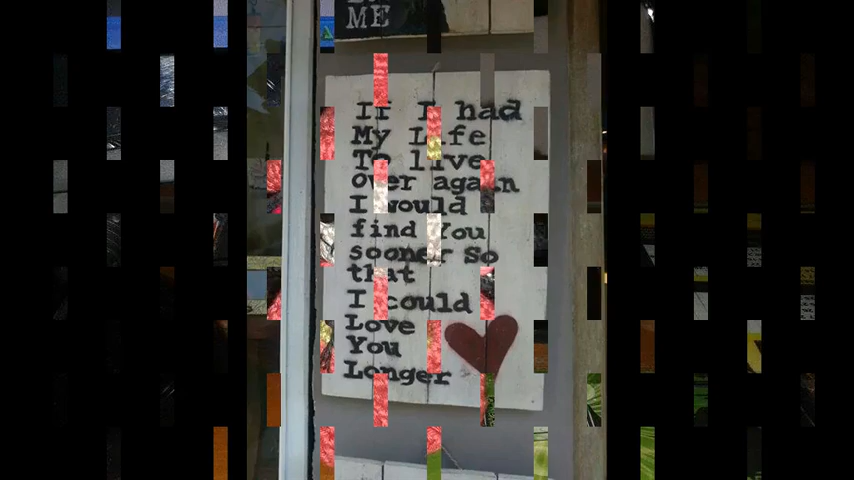 ME
If I had
My Life
To live
over again
I would
find You
sooner So
that
I could
Love
You
Longer